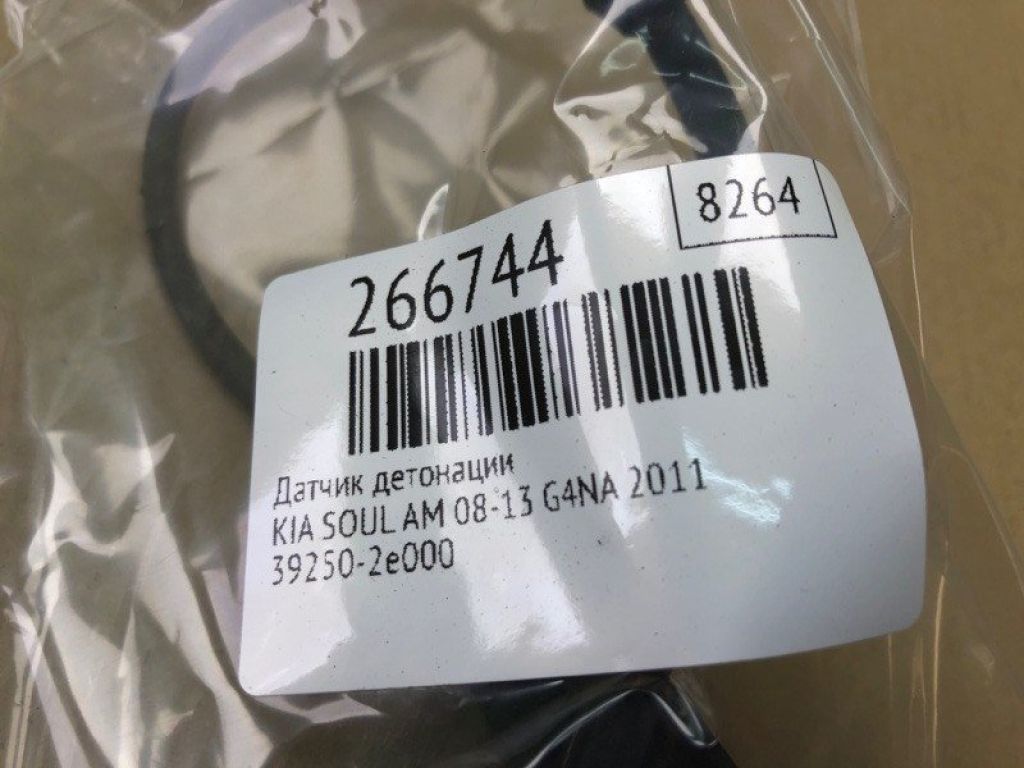 8264
266744
Датчик детонации
KIA SOUL AM 08-13 G4NA 2011
39250-2e000